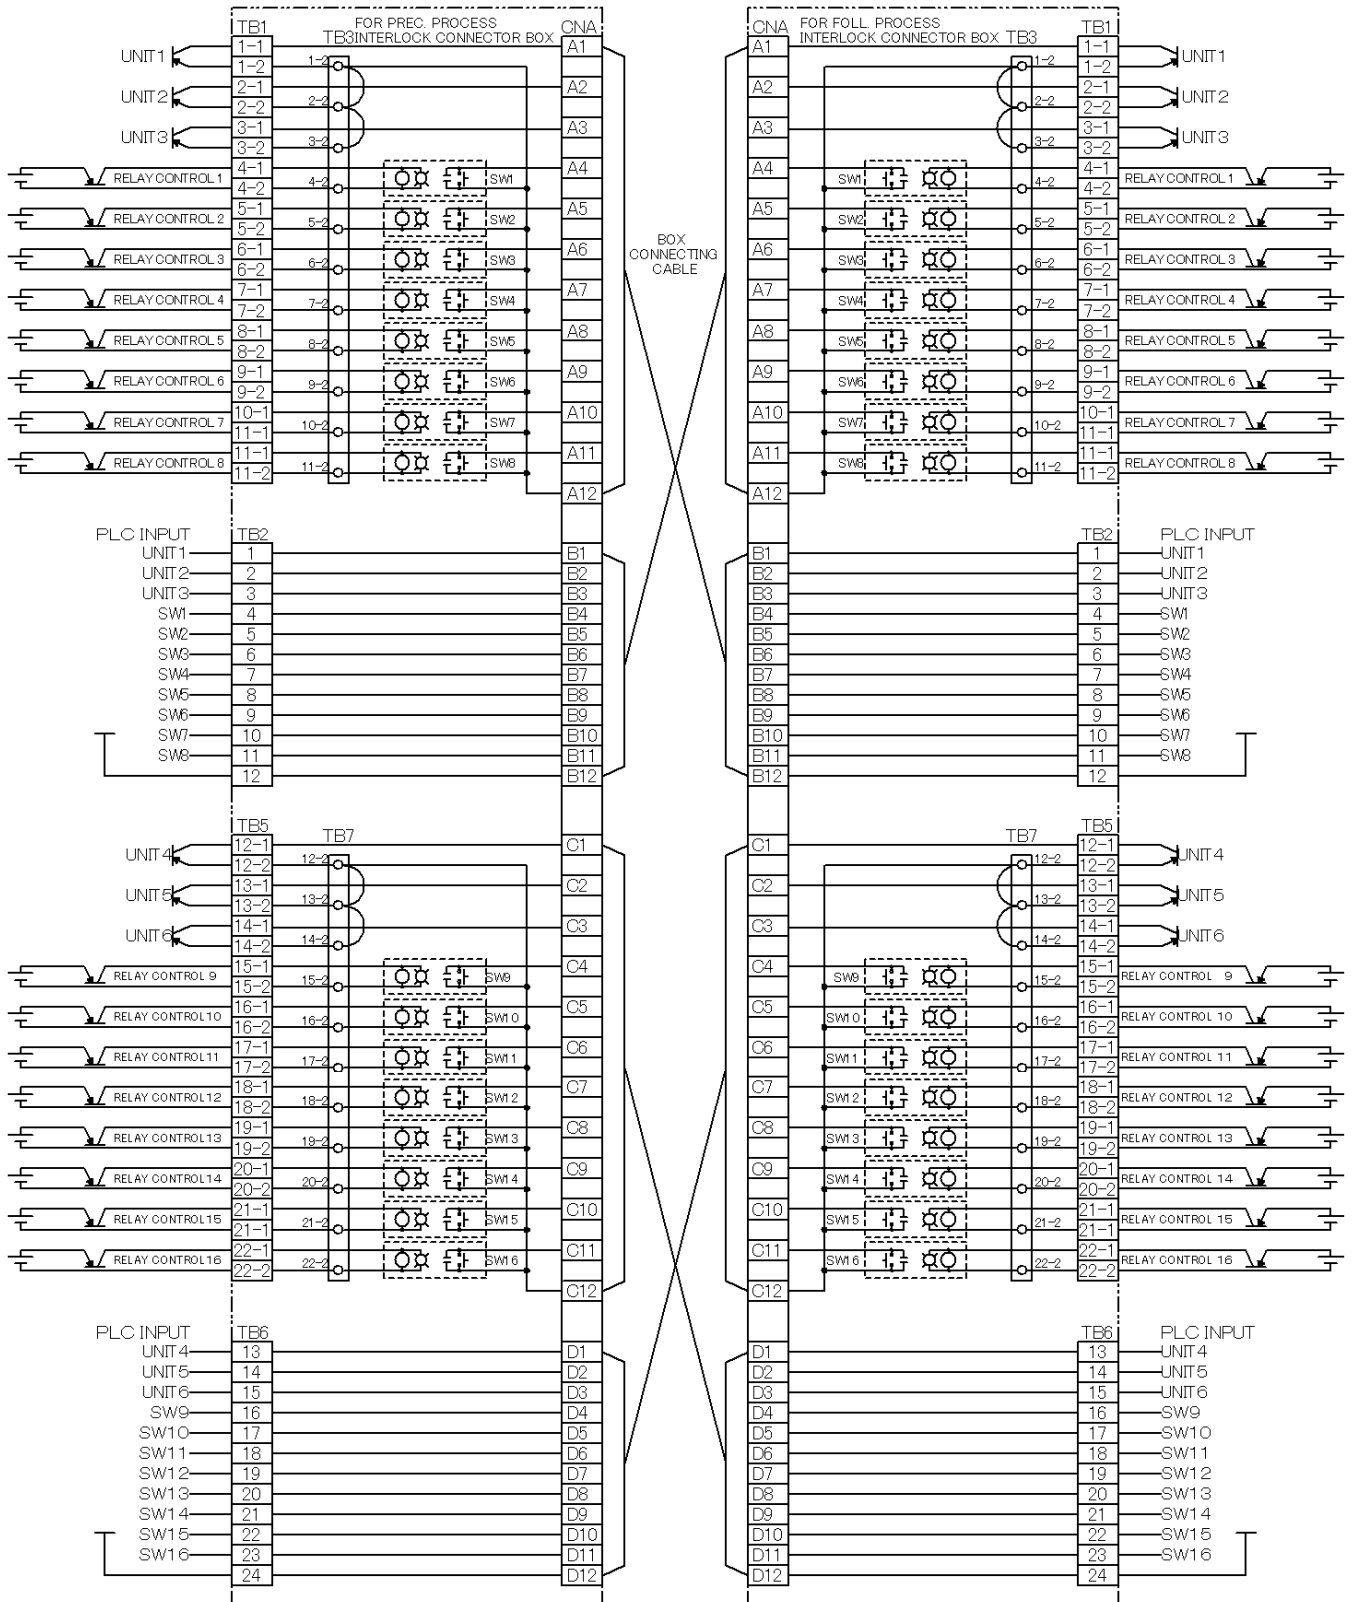 FOR PREC. PROCESS
INTERLOCK CONNECTOR BOX
TB1
TB3
CNA
UNIT1
1-1
1-2
1-2
A1
UNIT2
2-1
2-2
2-2
A2
UNIT3
3-1
3-2
3-2
A3
RELAY CONTROL 1
4-1
4-2
4-2
SW1
A4
RELAY CONTROL 2
5-1
5-2
5-2
SW2
A5
RELAY CONTROL 3
6-1
6-2
6-2
SW3
A6
RELAY CONTROL 4
7-1
7-2
7-2
SW4
A7
RELAY CONTROL 5
8-1
8-2
8-2
SW5
A8
RELAY CONTROL 6
9-1
9-2
9-2
SW6
A9
RELAY CONTROL 7
10-1
11-1
10-2
SW7
A10
RELAY CONTROL 8
11-1
11-2
11-2
SW8
A11
A12
PLC INPUT
TB2
UNIT1 1 B1
UNIT2 2 B2
UNIT3 3 B3
SW1 4 B4
SW2 5 B5
SW3 6 B6
SW4 7 B7
SW5 8 B8
SW6 9 B9
SW7 10 B10
SW8 11 B11
12 B12
TB5
TB7
UNIT4
12-1
12-2
12-2
C1
UNIT5
13-1
13-2
13-2
C2
UNIT6
14-1
14-2
14-2
C3
RELAY CONTROL 9
15-1
15-2
15-2
SW9
C4
RELAY CONTROL10
16-1
16-2
16-2
SW10
C5
RELAY CONTROL11
17-1
17-2
17-2
SW11
C6
RELAY CONTROL12
18-1
18-2
18-2
SW12
C7
RELAY CONTROL13
19-1
19-2
19-2
SW13
C8
RELAY CONTROL14
20-1
20-2
20-2
SW14
C9
RELAY CONTROL15
21-1
21-1
21-2
SW15
C10
RELAY CONTROL16
22-1
22-2
22-2
SW16
C11
C12
PLC INPUT
TB6
UNIT4 13 D1
UNIT5 14 D2
UNIT6 15 D3
SW9 16 D4
SW10 17 D5
SW11 18 D6
SW12 19 D7
SW13 20 D8
SW14 21 D9
SW15 22 D10
SW16 23 D11
24 D12
BOX
CONNECTING
CABLE
CNA
FOR FOLL. PROCESS
INTERLOCK CONNECTOR BOX
TB3
TB1
A1
1-2
1-1
1-2
UNIT1
A2
2-2
2-1
2-2
UNIT2
A3
3-2
3-1
3-2
UNIT3
A4
SW1
4-2
4-1
4-2
RELAY CONTROL 1
A5
SW2
5-2
5-1
5-2
RELAY CONTROL 2
A6
SW3
6-2
6-1
6-2
RELAY CONTROL 3
A7
SW4
7-2
7-1
7-2
RELAY CONTROL 4
A8
SW5
8-2
8-1
8-2
RELAY CONTROL 5
A9
SW6
9-2
9-1
9-2
RELAY CONTROL 6
A10
SW7
10-2
10-1
11-1
RELAY CONTROL 7
A11
SW8
11-2
11-1
11-2
RELAY CONTROL 8
A12
TB2
PLC INPUT
B1 1 UNIT1
B2 2 UNIT2
B3 3 UNIT3
B4 4 SW1
B5 5 SW2
B6 6 SW3
B7 7 SW4
B8 8 SW5
B9 9 SW6
B10 10 SW7
B11 11 SW8
B12 12
TB7
TB5
C1
12-2
12-1
12-2
UNIT4
C2
13-2
13-1
13-2
UNIT5
C3
14-2
14-1
14-2
UNIT6
C4
SW9
15-2
15-1
15-2
RELAY CONTROL 9
C5
SW10
16-2
16-1
16-2
RELAY CONTROL 10
C6
SW11
17-2
17-1
17-2
RELAY CONTROL 11
C7
SW12
18-2
18-1
18-2
RELAY CONTROL 12
C8
SW13
19-2
19-1
19-2
RELAY CONTROL 13
C9
SW14
20-2
20-1
20-2
RELAY CONTROL 14
C10
SW15
21-2
21-1
21-1
RELAY CONTROL 15
C11
SW16
22-2
22-1
22-2
RELAY CONTROL 16
C12
TB6
PLC INPUT
D1 13 UNIT4
D2 14 UNIT5
D3 15 UNIT6
D4 16 SW9
D5 17 SW10
D6 18 SW11
D7 19 SW12
D8 20 SW13
D9 21 SW14
D10 22 SW15
D11 23 SW16
D12 24